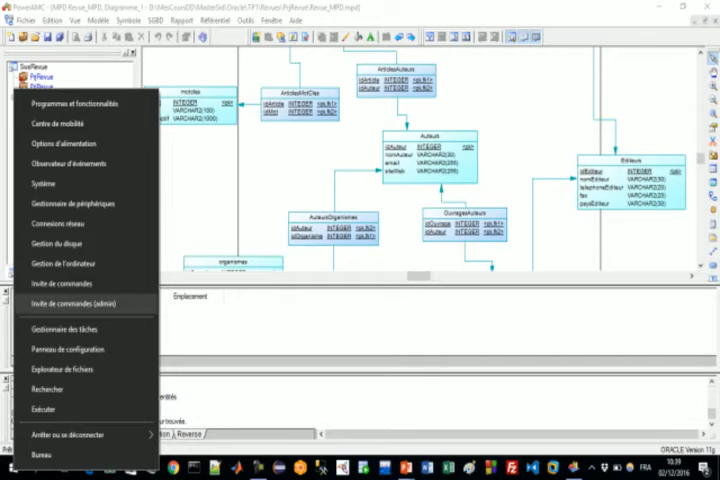 PowerAMC - [MPD Revue_MPD, Diagramme_1 - D:\MesCoursDD\MasterSid\Oracle\TP1\Revues\PrjRevue\Revue_MPD.mpd]
Fichier Edition Vue Modèle Symbole SGBD Rapport Référentiel Outils Fenêtre Aide
SivreRevue
PrjRevue
PrjRevue
ArticlesAuteurs
idArticle INTEGER <pk,fk1>
idAuteur INTEGER <pk,fk2>
motcles
INTEGER <pk>
VARCHAR2(100)
VARCHAR2(1000)
ArticlesMotCles
idArticle INTEGER <pk,fk1>
idMot INTEGER <pk,fk2>
Auteurs
idAuteur INTEGER <pk>
nomAuteur VARCHAR2(30)
email VARCHAR2(256)
siteWeb VARCHAR2(256)
Editeurs
idEditeur INTEGER <pk>
nomEditeur VARCHAR2(30)
telephoneEditeur VARCHAR2(20)
fax VARCHAR2(20)
paysEditeur VARCHAR2(30)
AuteursOrganismes
idAuteur INTEGER <pk,fk2>
idOrganisme INTEGER <pk,fk1>
OuvragesAuteurs
idOuvrage INTEGER <pk,fk1>
idAuteur INTEGER <pk,fk2>
organismes
Programmes et fonctionnalités
Centre de mobilité
Options d'alimentation
Observateur d'événements
Système
Gestionnaire de périphériques
Connexions réseau
Gestion du disque
Gestion de l'ordinateur
Invite de commandes
Invite de commandes (admin)
Gestionnaire des tâches
Panneau de configuration
Explorateur de fichiers
Rechercher
Exécuter
Arrêter ou se déconnecter
Bureau
Emplacement
entités
trouvée.
Reverse
Prêt
ORACLE Version 11g
FRA
10:39
02/12/2016